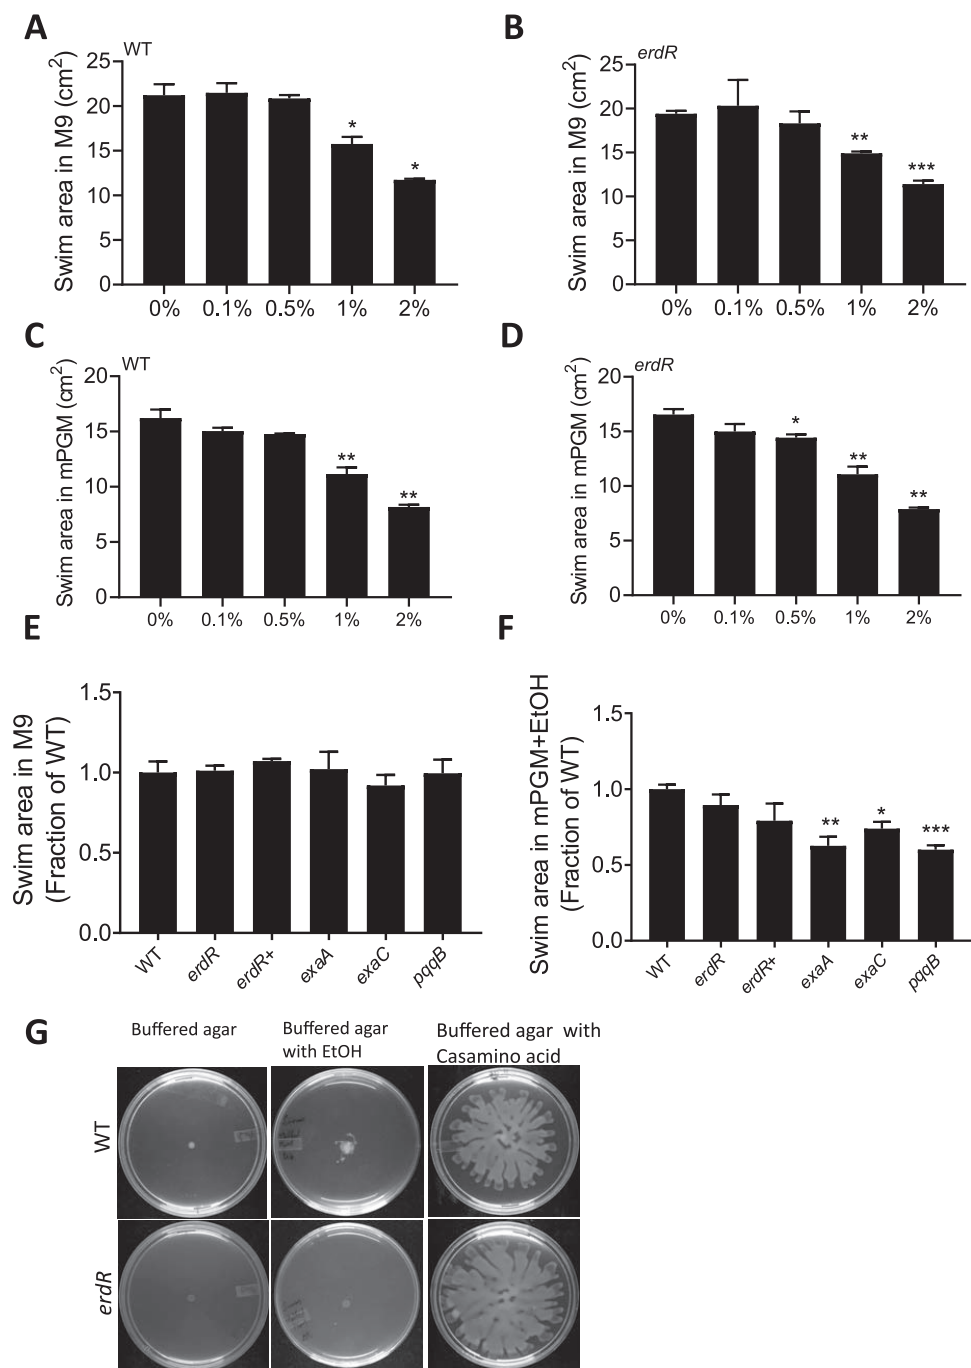 A
WT
Swim area in M9 (cm²)
25
20
15
10
5
0
*
*
0% 0.1% 0.5% 1% 2%
B
erdR
Swim area in M9 (cm²)
25
20
15
10
5
0
**
***
0% 0.1% 0.5% 1% 2%
C
WT
Swim area in mPGM (cm²)
20
15
10
5
0
**
**
0% 0.1% 0.5% 1% 2%
D
erdR
Swim area in mPGM (cm²)
20
15
10
5
0
*
**
**
0% 0.1% 0.5% 1% 2%
E
Swim area in M9
(Fraction of WT)
1.5
1.0
0.5
0.0
WT erdR erdR+ exaA exaC pqqB
F
Swim area in mPGM+EtOH
(Fraction of WT)
1.5
1.0
0.5
0.0
**
*
***
WT erdR erdR+ exaA exaC pqqB
G
Buffered agar
Buffered agar
with EtOH
Buffered agar with
Casamino acid
WT
erdR